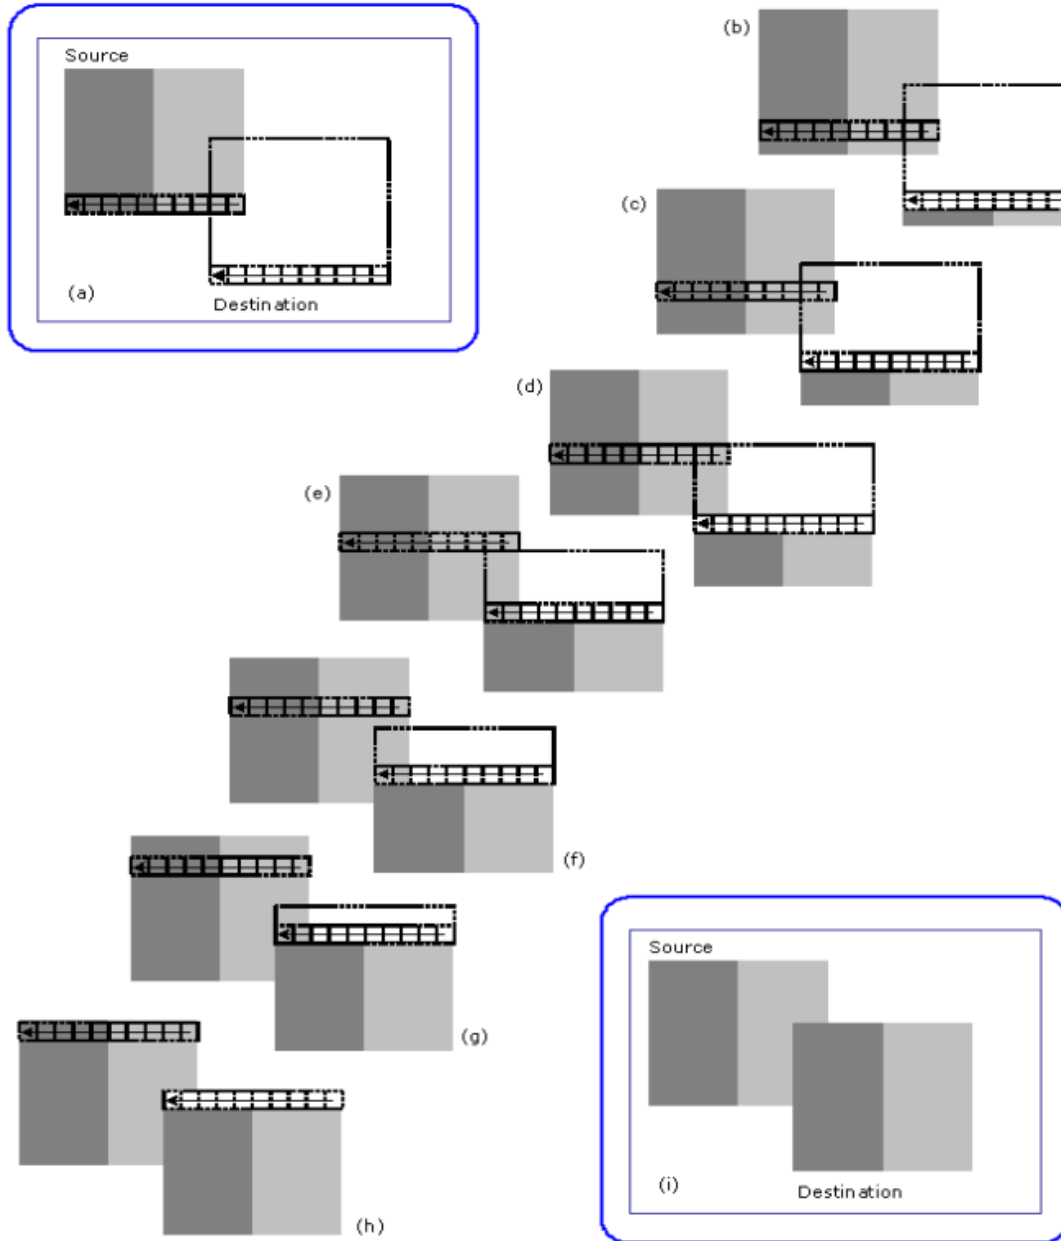 Source
(a)
Destination
(b)
(c)
(d)
(e)
(f)
(g)
(h)
Source
(i)
Destination